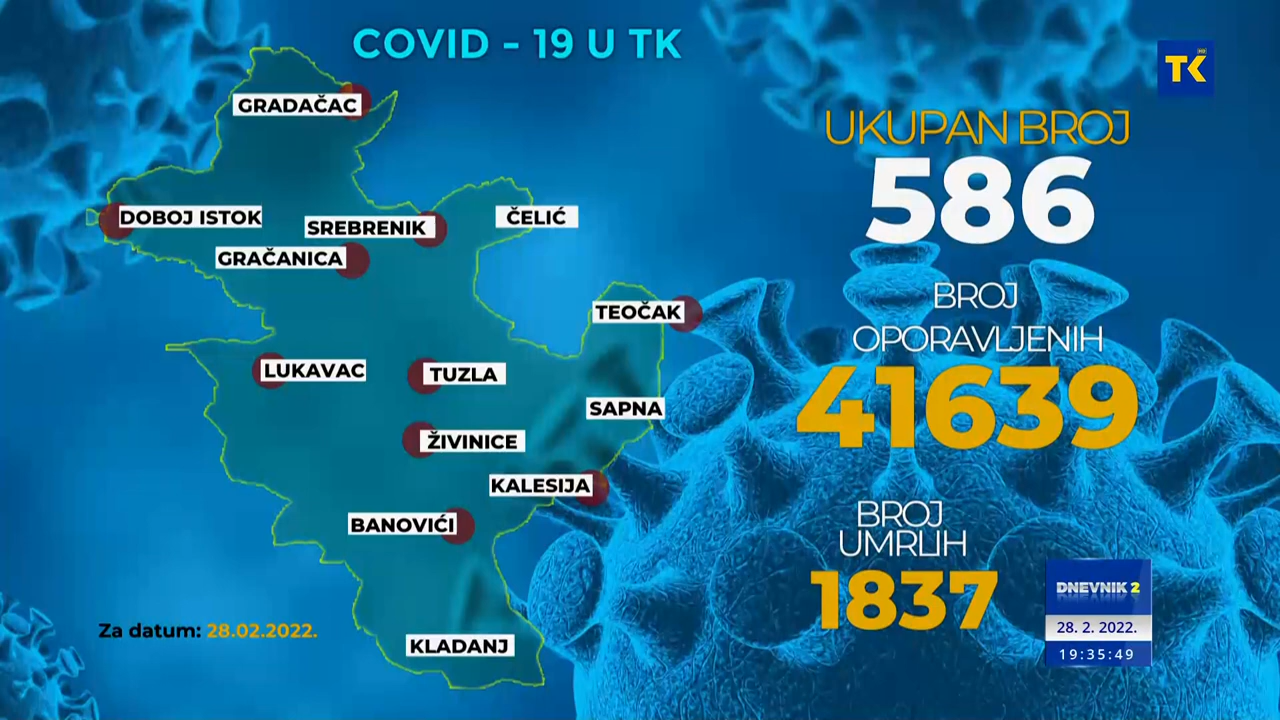 COVID - 19 U TK
TK
GRADAČAC
UKUPAN BROJ
586
DOBOJ ISTOK
SREBRENIK
ČELIĆ
GRAČANICA
BROJ
OPORAVLJENIH
41639
TEOČAK
LUKAVAC
TUZLA
SAPNA
ŽIVINICE
KALESIJA
BANOVIĆI
BROJ
UMRLIH
1837
KLADANJ
Za datum: 28.02.2022.
DNEVNIK 2
28. 2. 2022.
19:35:49